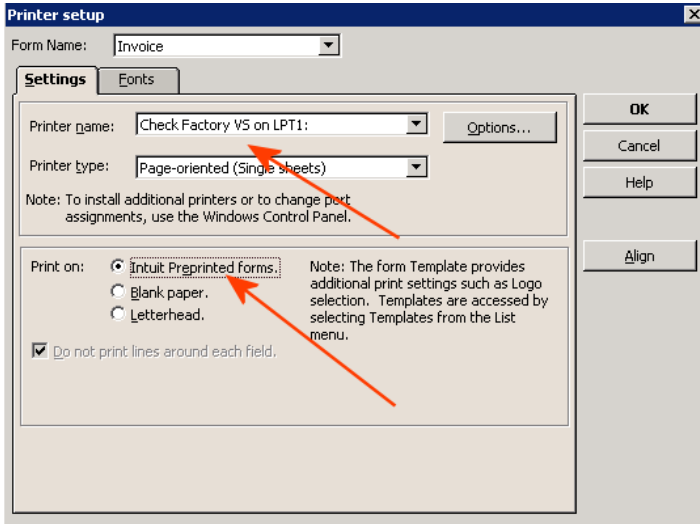 Printer setup
Form Name: Invoice
Settings Fonts
Printer name: Check Factory VS on LPT1: Options...
Printer type: Page-oriented (Single sheets)
Note: To install additional printers or to change port
assignments, use the Windows Control Panel.
OK
Cancel
Help
Align
Print on: Intuit Preprinted forms.
Blank paper.
Letterhead.
Note: The form Template provides
additional print settings such as Logo
selection. Templates are accessed by
selecting Templates from the List
menu.
Do not print lines around each field.